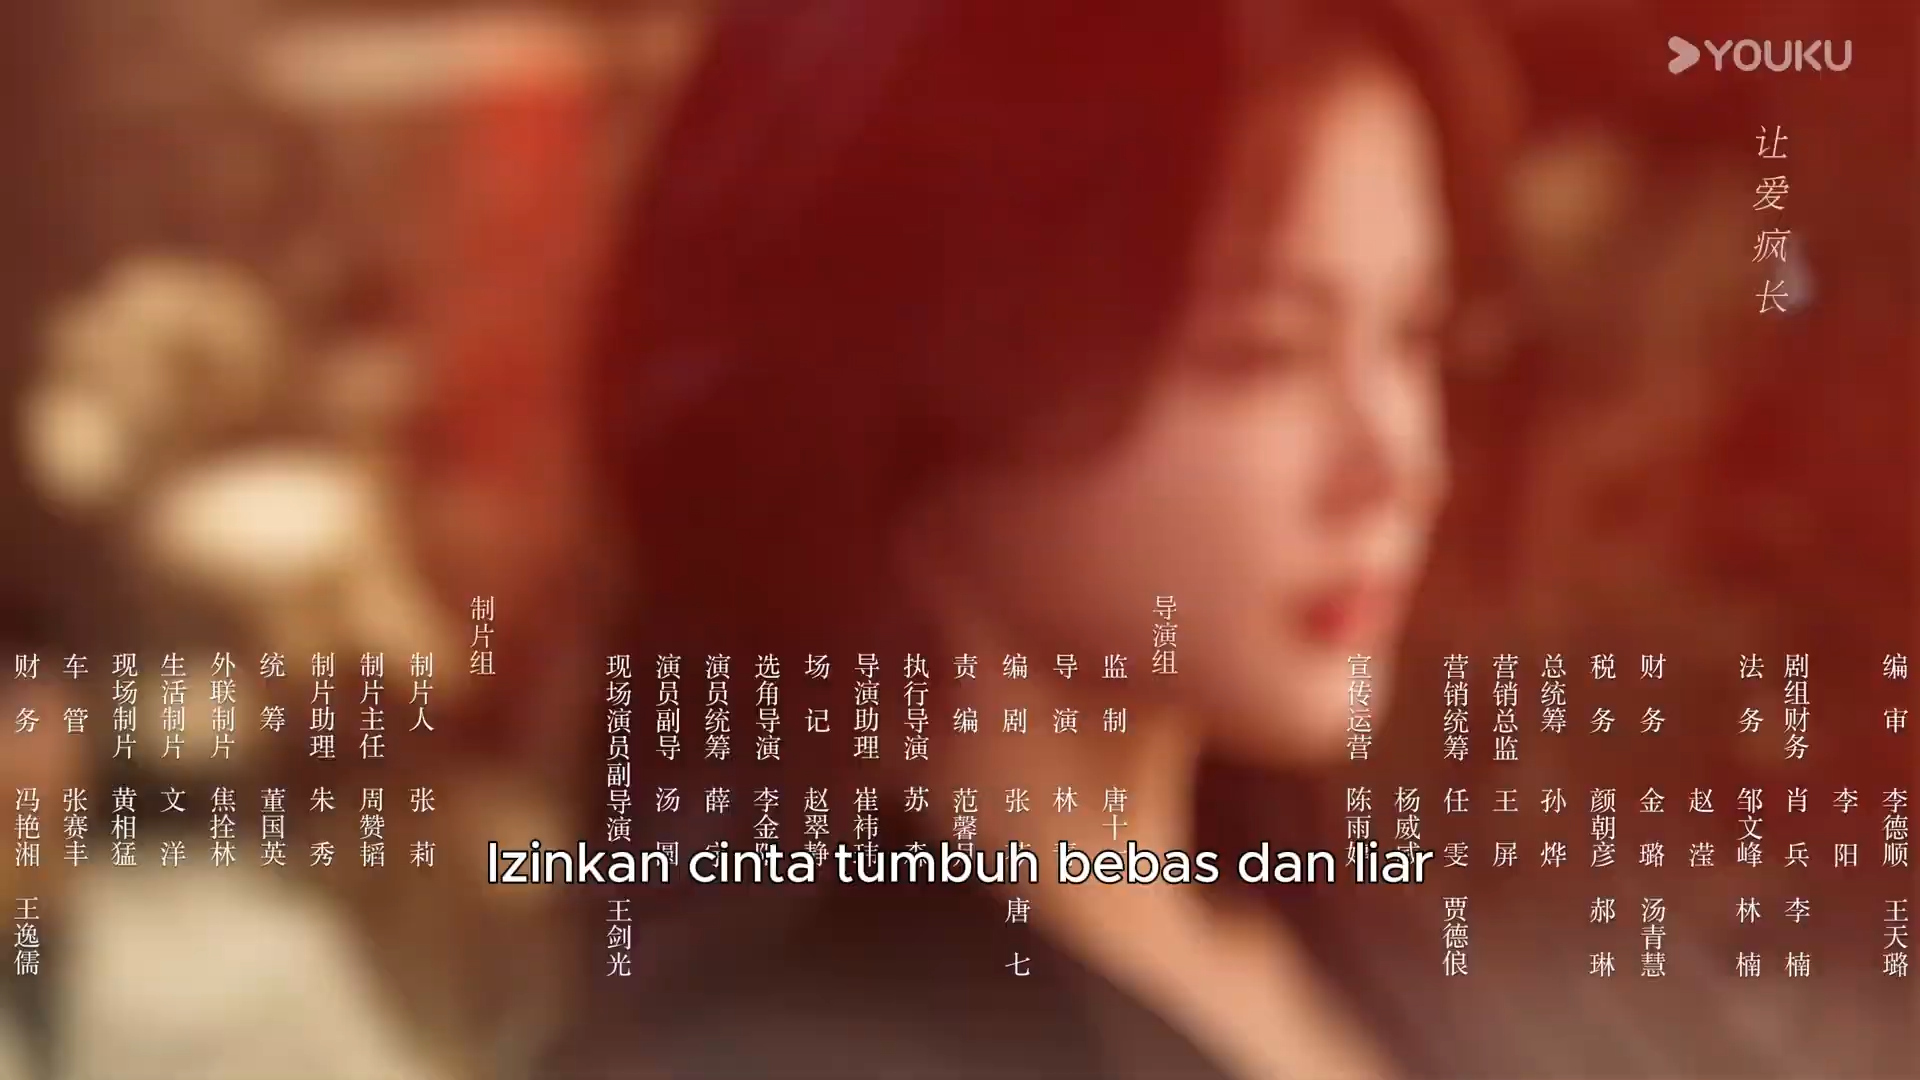 YOUKU
让爱疯长
编审 李德顺 王天璐
李阳
剧组财务 肖兵 李楠
法务 邹文峰 林楠
赵滢
财务 金璐 汤青慧
税务 颜朝彦 郝琳
总统筹 孙烨
营销总监 王屏
营销统筹 任雯 贾德俍
杨威
宣传运营 陈雨
导演组
监制 唐十
导演 林
编剧 张 唐七
责编 范馨
执行导演 苏
导演助理 崔祎玮
场记 赵翠静
选角导演 李金
演员统筹 薛
演员副导 汤圆
现场演员副导演 王剑光
制片组
制片人 张莉
制片主任 周赞韬
制片助理 朱秀
统筹 董国英
外联制片 焦拴林
生活制片 文洋
现场制片 黄相猛
车管 张赛丰
财务 冯艳湘 王逸儒
Izinkan cinta tumbuh bebas dan liar